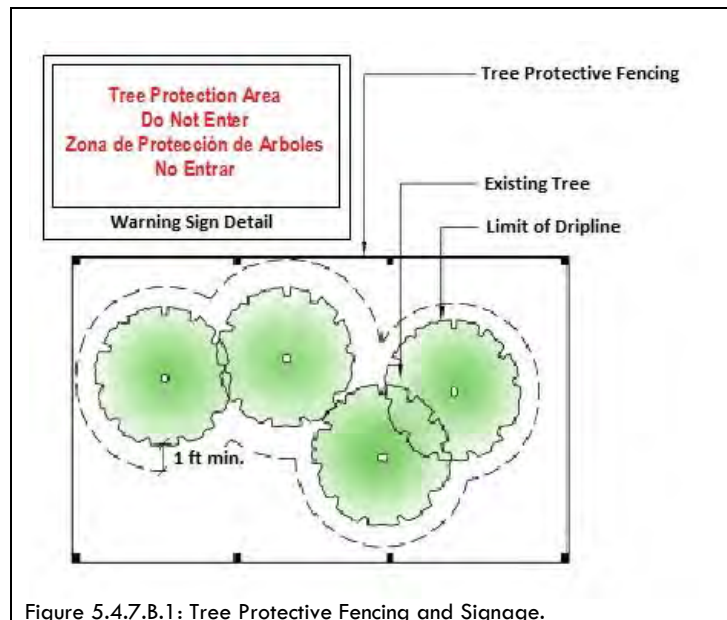 Tree Protection Area
Do Not Enter
Zona de Protección de Arboles
No Entrar
Warning Sign Detail
Tree Protective Fencing
Existing Tree
Limit of Dripline
1 ft min.
Figure 5.4.7.B.1: Tree Protective Fencing and Signage.